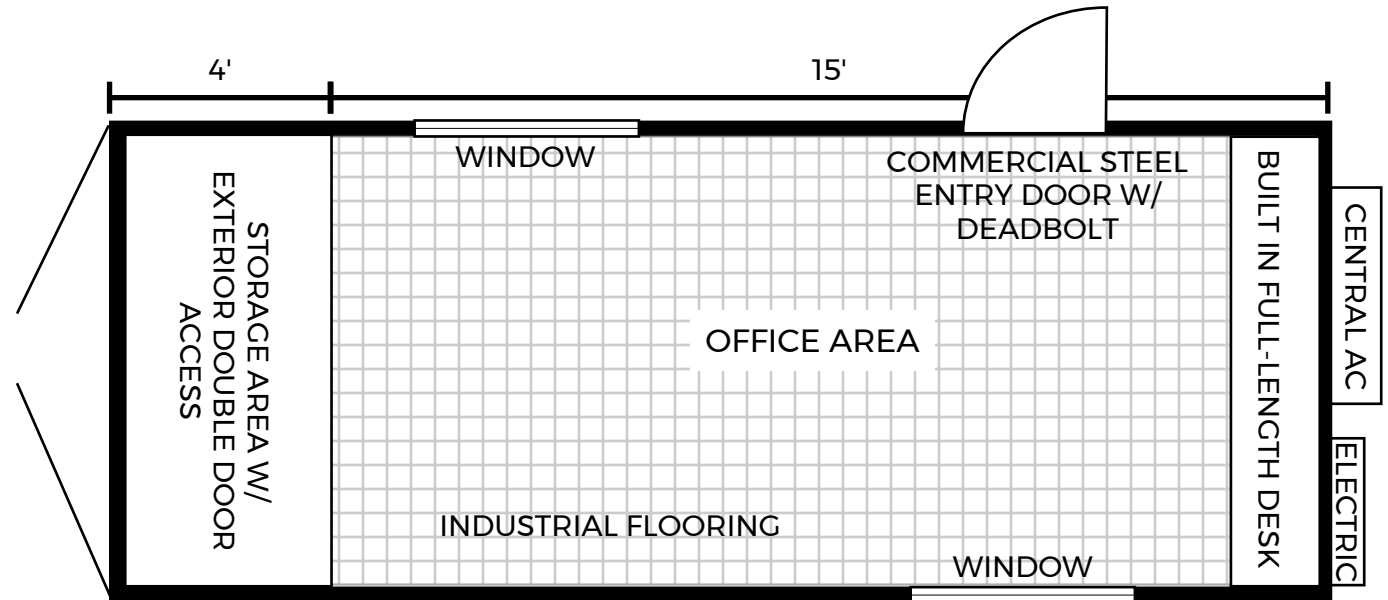 4'
15'
WINDOW
COMMERCIAL STEEL
ENTRY DOOR W/
DEADBOLT
STORAGE AREA W/
EXTERIOR DOUBLE DOOR
ACCESS
OFFICE AREA
BUILT IN FULL-LENGTH DESK
CENTRAL AC
ELECTRIC
INDUSTRIAL FLOORING
WINDOW